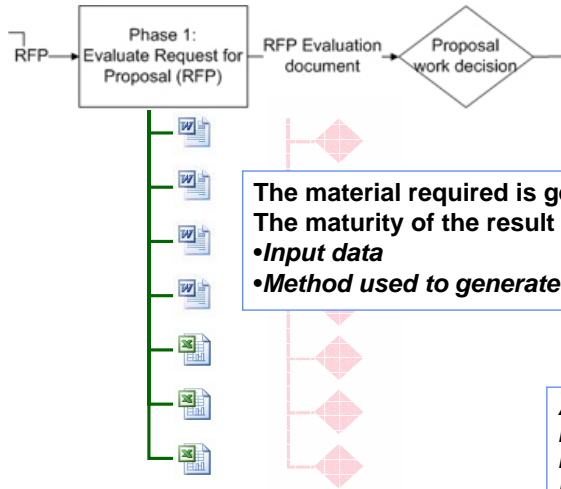 RFP
Phase 1:
Evaluate Request for
Proposal (RFP)
RFP Evaluation
document
Proposal
work decision
The material required is g
The maturity of the result
•Input data
•Method used to generate